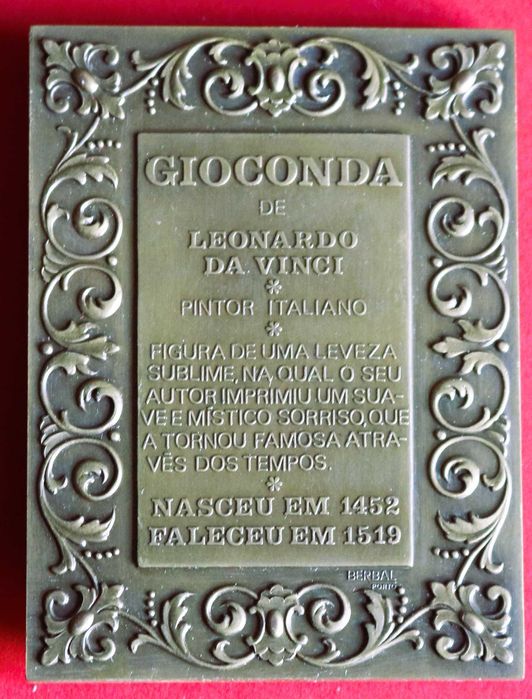 GIOCONDA
DE
LEONARDO
DA VINCI
*
PINTOR ITALIANO
*
FIGURA DE UMA LEVEZA
SUBLIME, NA QUAL O SEU
AUTOR IMPRIMIU UM SUA-
VE E MÍSTICO SORRISO, QUE
A TORNOU FAMOSA ATRA-
VÉS DOS TEMPOS.
*
NASCEU EM 1452
FALECEU EM 1519
BERBAL
PORTO